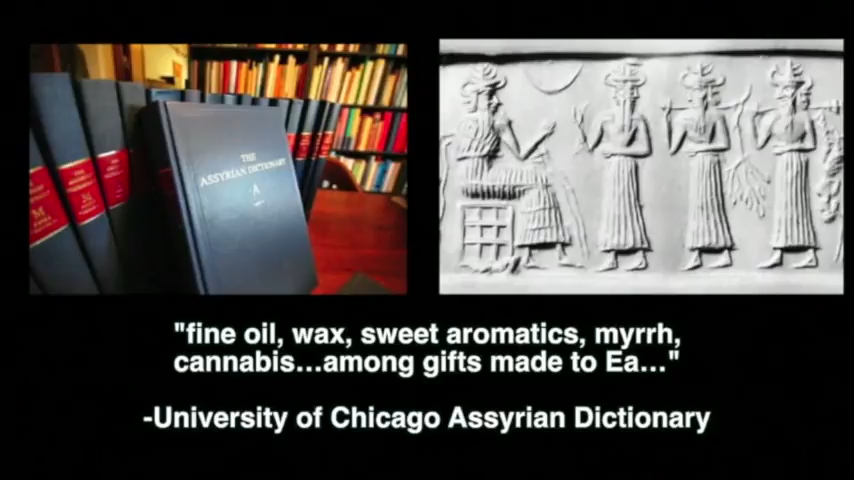 THE
ASSYRIAN DICTIONARY
A
M
"fine oil, wax, sweet aromatics, myrrh,
cannabis...among gifts made to Ea..."
-University of Chicago Assyrian Dictionary